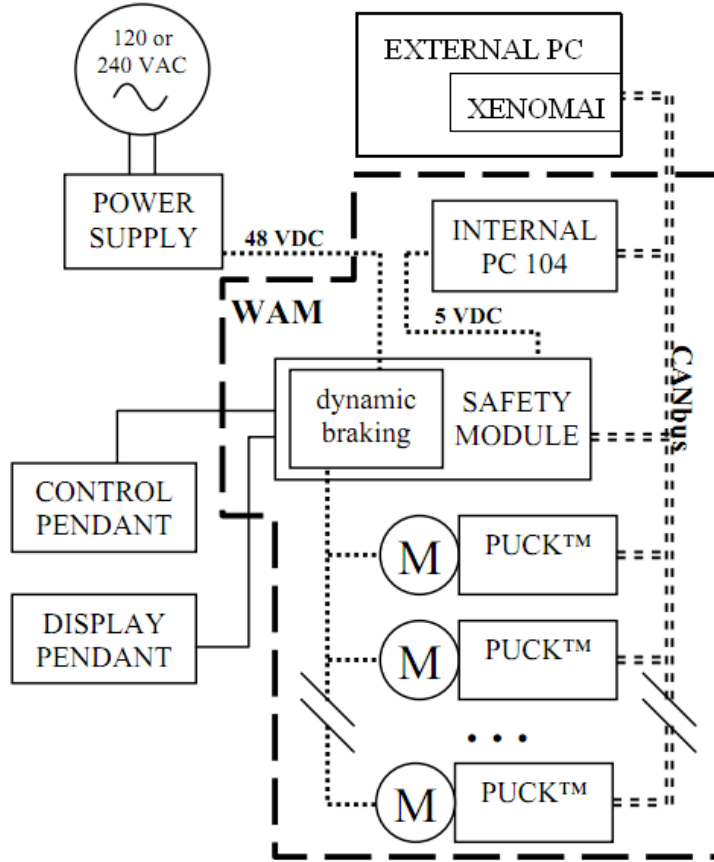 120 or
240 VAC
EXTERNAL PC
XENOMAI
POWER
SUPPLY
48 VDC
INTERNAL
PC 104
WAM
5 VDC
CANbus
dynamic
braking
SAFETY
MODULE
CONTROL
PENDANT
M
PUCK™
DISPLAY
PENDANT
M
PUCK™
• • •
M
PUCK™